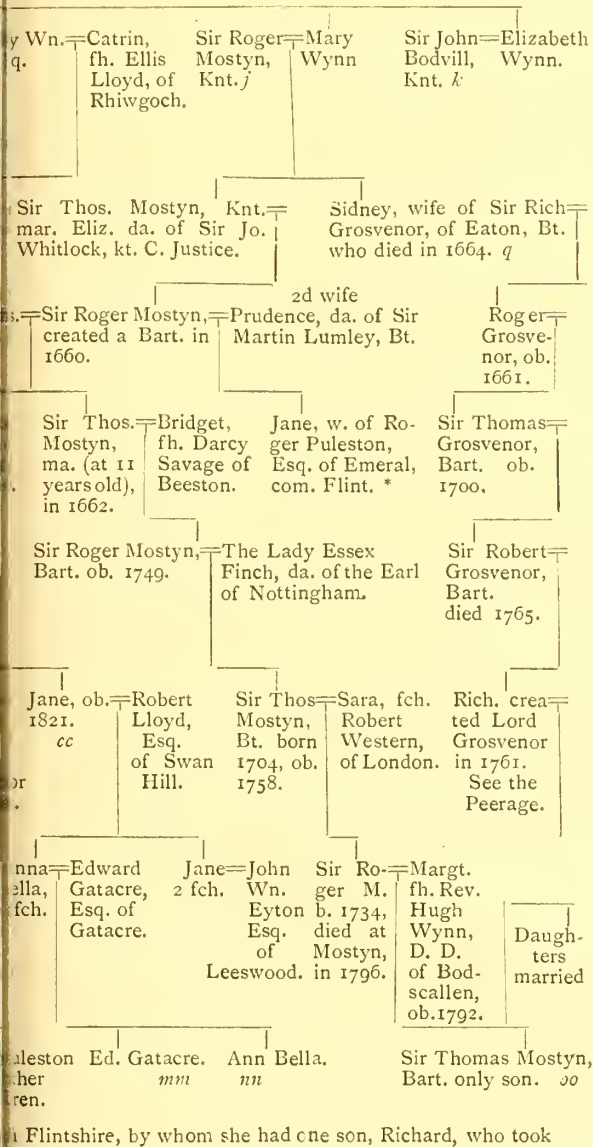 y Wn.=Catrin, Sir Roger=Mary Sir John=Elizabeth
q. fh. Ellis Mostyn, Wynn Bodvill, Wynn.
Lloyd, of Knt. j Knt. k
Rhiwgoch.
Sir Thos. Mostyn, Knt.= Sidney, wife of Sir Rich=
mar. Eliz. da. of Sir Jo. Grosvenor, of Eaton, Bt.
Whitlock, kt. C. Justice. who died in 1664. q
2d wife
s.=Sir Roger Mostyn,=Prudence, da. of Sir Roger=
created a Bart. in Martin Lumley, Bt. Grosve-
1660. nor, ob.
1661.
Sir Thos.=Bridget, Jane, w. of Ro- Sir Thomas=
Mostyn, fh. Darcy ger Puleston, Grosvenor,
ma. (at 11 Savage of Esq. of Emeral, Bart. ob.
years old), Beeston. com. Flint. * 1700.
in 1662.
Sir Roger Mostyn,=The Lady Essex Sir Robert=
Bart. ob. 1749. Finch, da. of the Earl Grosvenor,
of Nottingham. Bart.
died 1765.
Jane, ob.=Robert Sir Thos=Sara, fch. Rich. crea=
1821. Lloyd, Mostyn, Robert ted Lord
cc Esq. Bt. born Western, Grosvenor
of Swan 1704, ob. of London. in 1761.
or Hill. 1758. See the
Peerage.
nna=Edward Jane=John Sir Ro-=Margt.
ella, Gatacre, 2 fch. Wn. ger M. fh. Rev.
fch. Esq. of Eyton b. 1734, Hugh
Gatacre. Esq. died at Wynn, Daugh-
of Mostyn, D. D. ters
Leeswood. in 1796. of Bod- married
scallen,
ob. 1792.
uleston Ed. Gatacre. Ann Bella. Sir Thomas Mostyn,
her mm nn Bart. only son. oo
ren.
Flintshire, by whom she had one son, Richard, who took